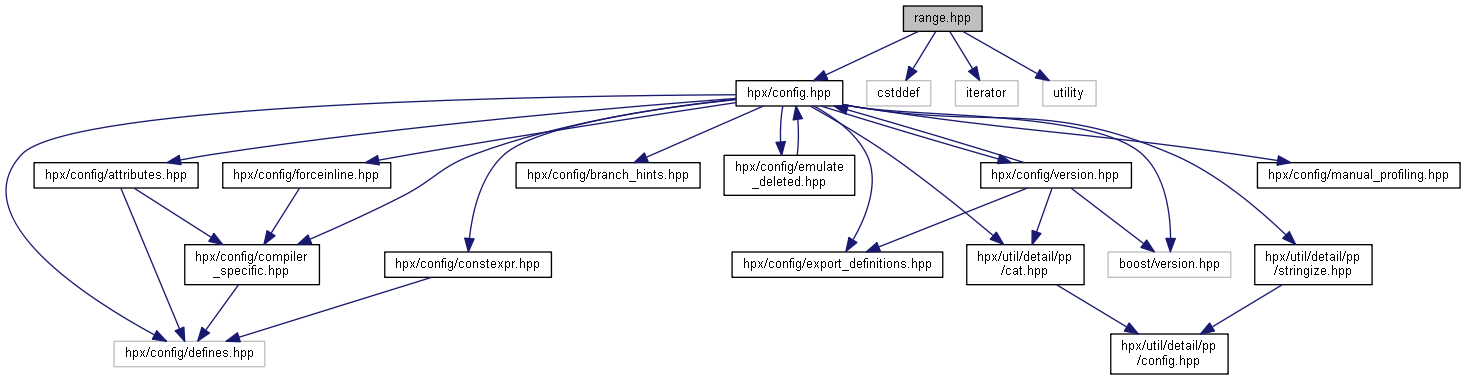 range.hpp
hpx/config.hpp
cstddef
iterator
utility
hpx/config/attributes.hpp
hpx/config/forceinline.hpp
hpx/config/branch_hints.hpp
hpx/config/emulate
_deleted.hpp
hpx/config/version.hpp
hpx/config/manual_profiling.hpp
hpx/config/compiler
_specific.hpp
hpx/config/constexpr.hpp
hpx/config/export_definitions.hpp
hpx/util/detail/pp
/cat.hpp
boost/version.hpp
hpx/util/detail/pp
/stringize.hpp
hpx/config/defines.hpp
hpx/util/detail/pp
/config.hpp